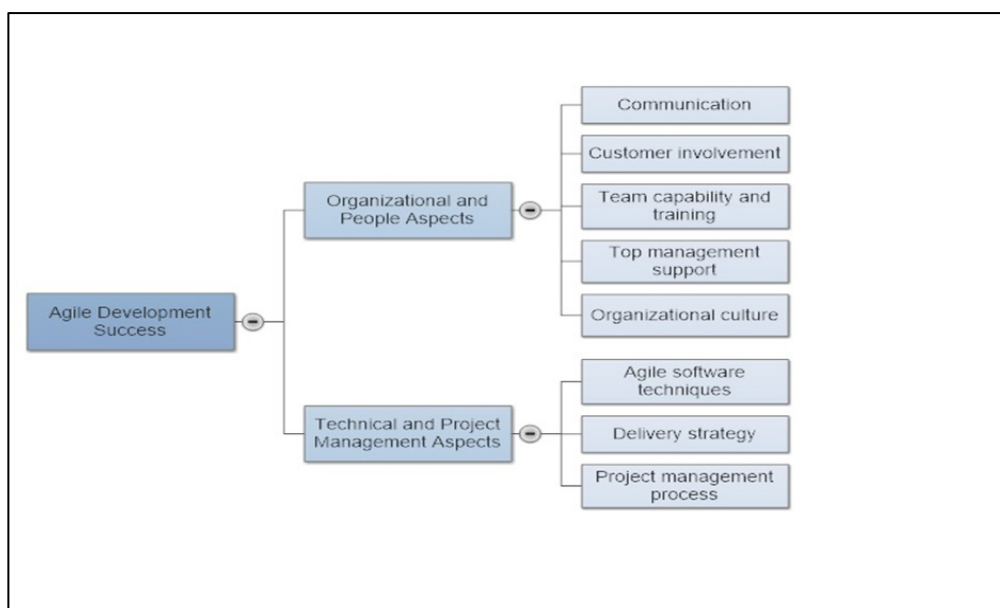 Agile Development
Success
Organizational and
People Aspects
Communication
Customer involvement
Team capability and
training
Top management
support
Organizational culture
Technical and Project
Management Aspects
Agile software
techniques
Delivery strategy
Project management
process